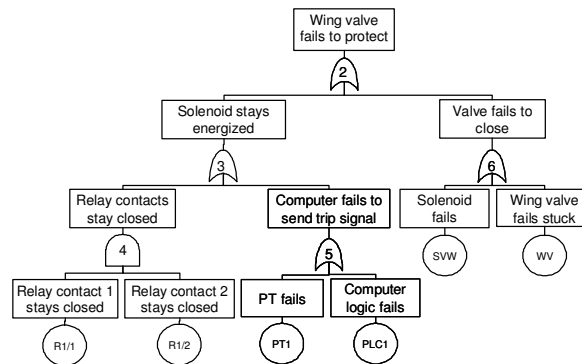 Wing valve
fails to protect
2
Solenoid stays
energized
Valve fails to
close
3
6
Relay contacts
stay closed
Computer fails to
send trip signal
Solenoid
fails
Wing valve
fails stuck
4
5
SVW
WV
Relay contact 1
stays closed
Relay contact 2
stays closed
PT fails
Computer
logic fails
R1/1
R1/2
PT1
PLC1